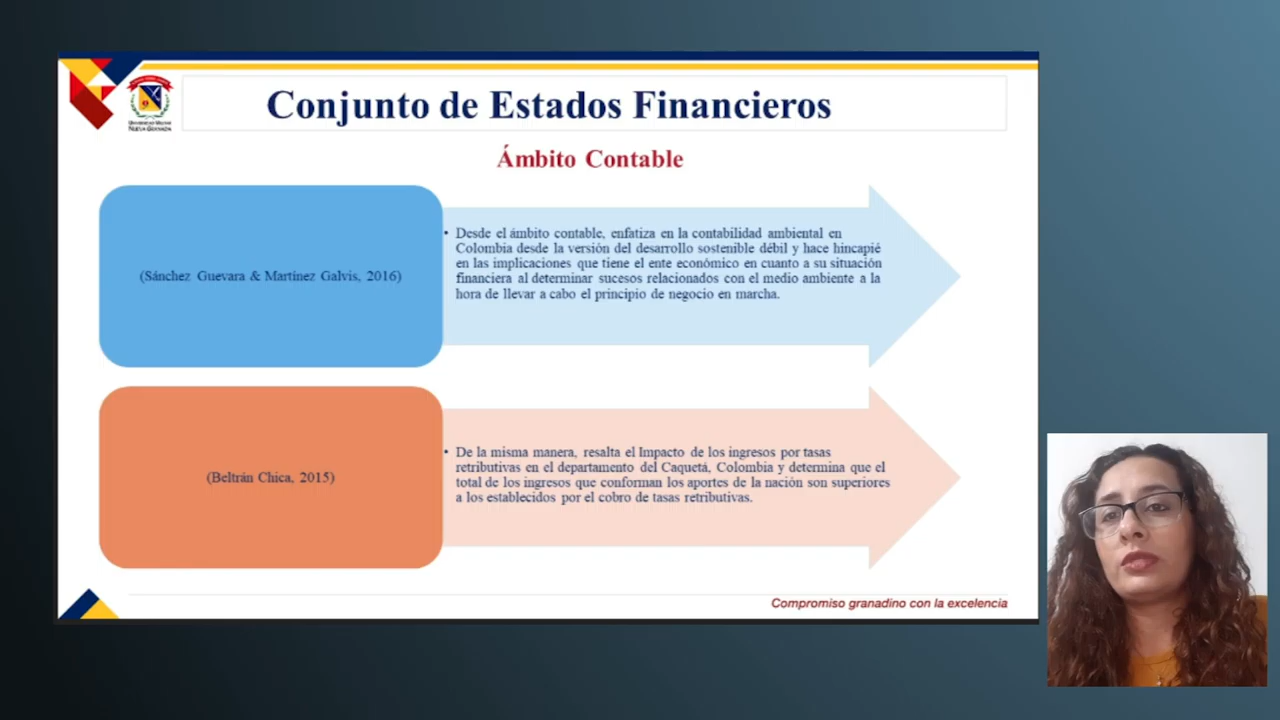 UNIVERSIDAD MILITAR
NUEVA GRANADA
Conjunto de Estados Financieros
Ámbito Contable
(Sánchez Guevara & Martínez Galvis, 2016)
• Desde el ámbito contable, enfatiza en la contabilidad ambiental en
Colombia desde la versión del desarrollo sostenible débil y hace hincapié
en las implicaciones que tiene el ente económico en cuanto a su situación
financiera al determinar sucesos relacionados con el medio ambiente a la
hora de llevar a cabo el principio de negocio en marcha.
(Beltrán Chica, 2015)
• De la misma manera, resalta el Impacto de los ingresos por tasas
retributivas en el departamento del Caquetá, Colombia y determina que el
total de los ingresos que conforman los aportes de la nación son superiores
a los establecidos por el cobro de tasas retributivas.
Compromiso granadino con la excelencia